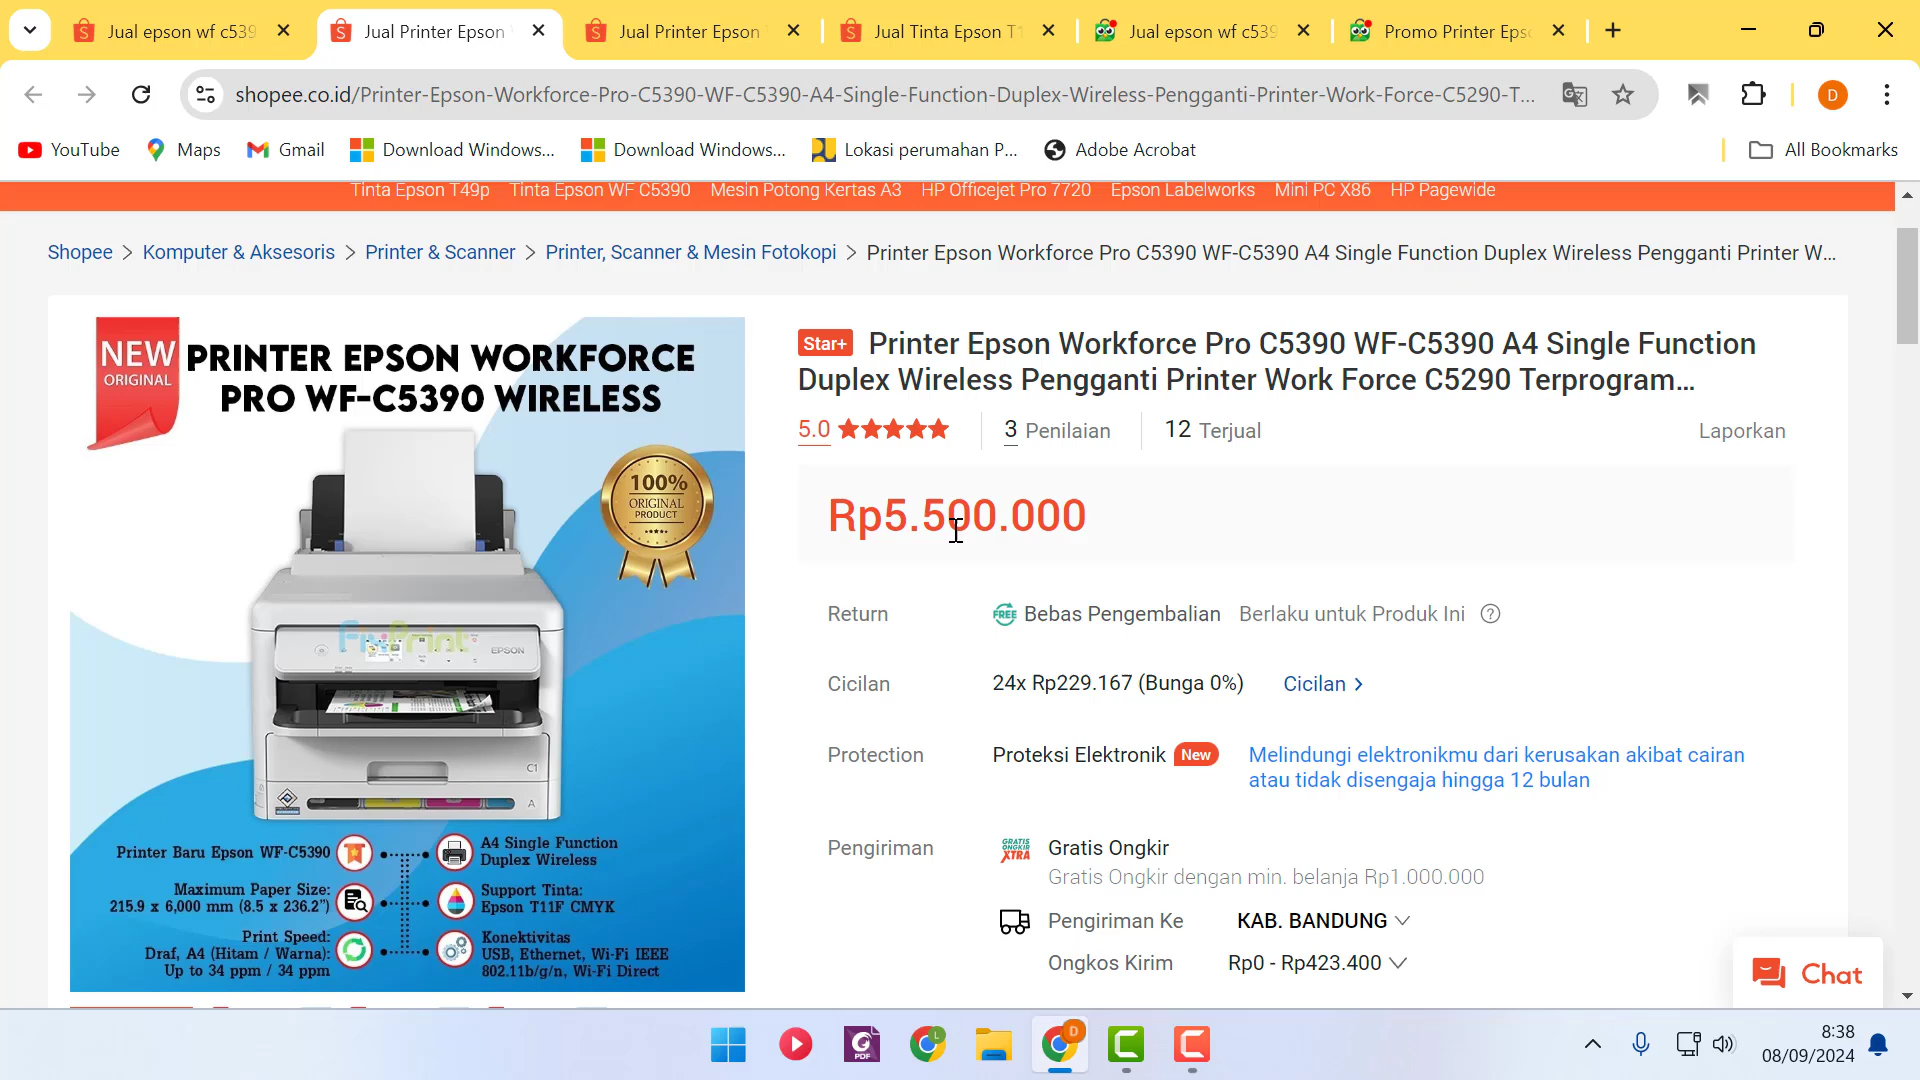 Jual epson wf c539
Jual Printer Epson
Jual Printer Epson
Jual Tinta Epson T
Jual epson wf c539
Promo Printer Eps
shopee.co.id/Printer-Epson-Workforce-Pro-C5390-WF-C5390-A4-Single-Function-Duplex-Wireless-Pengganti-Printer-Work-Force-C5290-T...
D
YouTube
Maps
Gmail
Download Windows...
Download Windows...
Lokasi perumahan P...
Adobe Acrobat
All Bookmarks
Tinta Epson T49p Tinta Epson WF C5390 Mesin Potong Kertas A3 HP Officejet Pro 7720 Epson Labelworks Mini PC X86 HP Pagewide
Shopee > Komputer & Aksesoris > Printer & Scanner > Printer, Scanner & Mesin Fotokopi > Printer Epson Workforce Pro C5390 WF-C5390 A4 Single Function Duplex Wireless Pengganti Printer W...
NEW
ORIGINAL
PRINTER EPSON WORKFORCE
PRO WF-C5390 WIRELESS
100%
ORIGINAL
PRODUCT
FixPrint
EPSON
C1
A
Printer Baru Epson WF-C5390
A4 Single Function
Duplex Wireless
Maximum Paper Size:
215.9 x 6,000 mm (8.5 x 236.2")
Support Tinta:
Epson T11F CMYK
Print Speed:
Draf, A4 (Hitam / Warna):
Up to 34 ppm / 34 ppm
Konektivitas
USB, Ethernet, Wi-Fi IEEE
802.11b/g/n, Wi-Fi Direct
Star+ Printer Epson Workforce Pro C5390 WF-C5390 A4 Single Function
Duplex Wireless Pengganti Printer Work Force C5290 Terprogram...
5.0 3 Penilaian 12 Terjual Laporkan
Rp5.500.000
Return FREE Bebas Pengembalian Berlaku untuk Produk Ini ?
Cicilan 24x Rp229.167 (Bunga 0%) Cicilan >
Protection Proteksi Elektronik New Melindungi elektronikmu dari kerusakan akibat cairan
atau tidak disengaja hingga 12 bulan
Pengiriman GRATIS ONGKIR XTRA Gratis Ongkir
Gratis Ongkir dengan min. belanja Rp1.000.000
Pengiriman Ke KAB. BANDUNG
Ongkos Kirim Rp0 - Rp423.400
Chat
PDF
L
D
8:38
08/09/2024